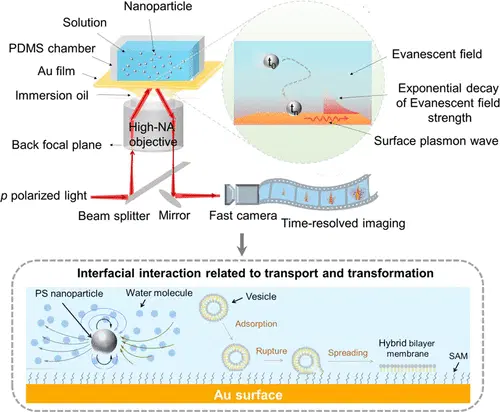 Nanoparticle
Solution
PDMS chamber
Au film
Immersion oil
High-NA
objective
Back focal plane
p polarized light
Beam splitter
Mirror
Fast camera
Time-resolved imaging
Evanescent field
Exponential decay
of Evanescent field
strength
Surface plasmon wave
Interfacial interaction related to transport and transformation
PS nanoparticle
Water molecule
Vesicle
Adsorption
Rupture
Spreading
Hybrid bilayer
membrane
SAM
Au surface